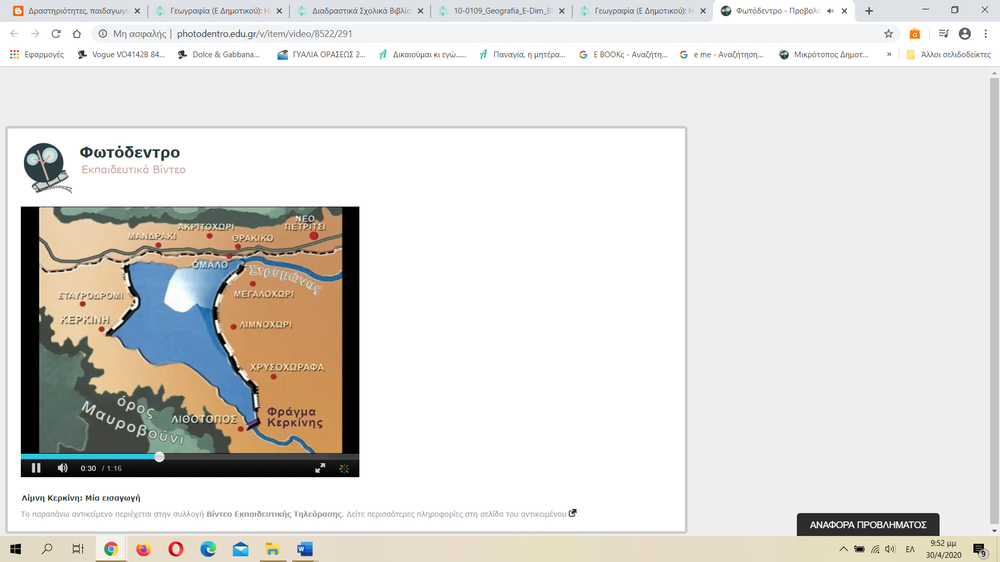 Δραστηριότητες, παιδαγωγι
Γεωγραφία (Ε Δημοτικού): Ηλ
Διαδραστικά Σχολικά Βιβλία
10-0109_Geografia_E-Dim_BI
Γεωγραφία (Ε Δημοτικού): Ηλ
Φωτόδεντρο - Προβολή
Μη ασφαλής | photodentro.edu.gr/v/item/video/8522/291
Εφαρμογές
Vogue VO4142B 84...
Dolce & Gabbana...
ΓΥΑΛΙΑ ΟΡΑΣΕΩΣ 2...
Δικαιούμαι κι εγώ......
Παναγία, η μητέρα...
E BOOKς - Αναζήτη...
e me - Αναζήτηση...
Μικρότοπος Δημοτ...
»
Άλλοι σελιδοδείκτες
Φωτόδεντρο
Εκπαιδευτικά Βίντεο
ΝΕΟ
ΠΕΤΡΙΤΣΙ
ΑΚΡΙΤΟΧΩΡΙ
ΜΑΝΔΡΑΚΙ
ΘΡΑΚΙΚΟ
ΟΜΑΛΟ
Στρυμώνας
ΜΕΓΑΛΟΧΩΡΙ
ΣΤΑΥΡΟΔΡΟΜΙ
ΚΕΡΚΙΝΗ
ΛΙΜΝΟΧΩΡΙ
ΧΡΥΣΟΧΩΡΑΦΑ
όρος
Μαυροβούνι
ΛΙΘΟΤΟΠΟΣ
Φράγμα
Κερκίνης
0:30 / 1:16
Λίμνη Κερκίνη: Μία εισαγωγή
Το παραπάνω αντικείμενο περιέχεται στην συλλογή Βίντεο Εκπαιδευτικής Τηλεόρασης. Δείτε περισσότερες πληροφορίες στη σελίδα του αντικειμένου
ΑΝΑΦΟΡΑ ΠΡΟΒΛΗΜΑΤΟΣ
ΕΛ
9:52 μμ
30/4/2020
9